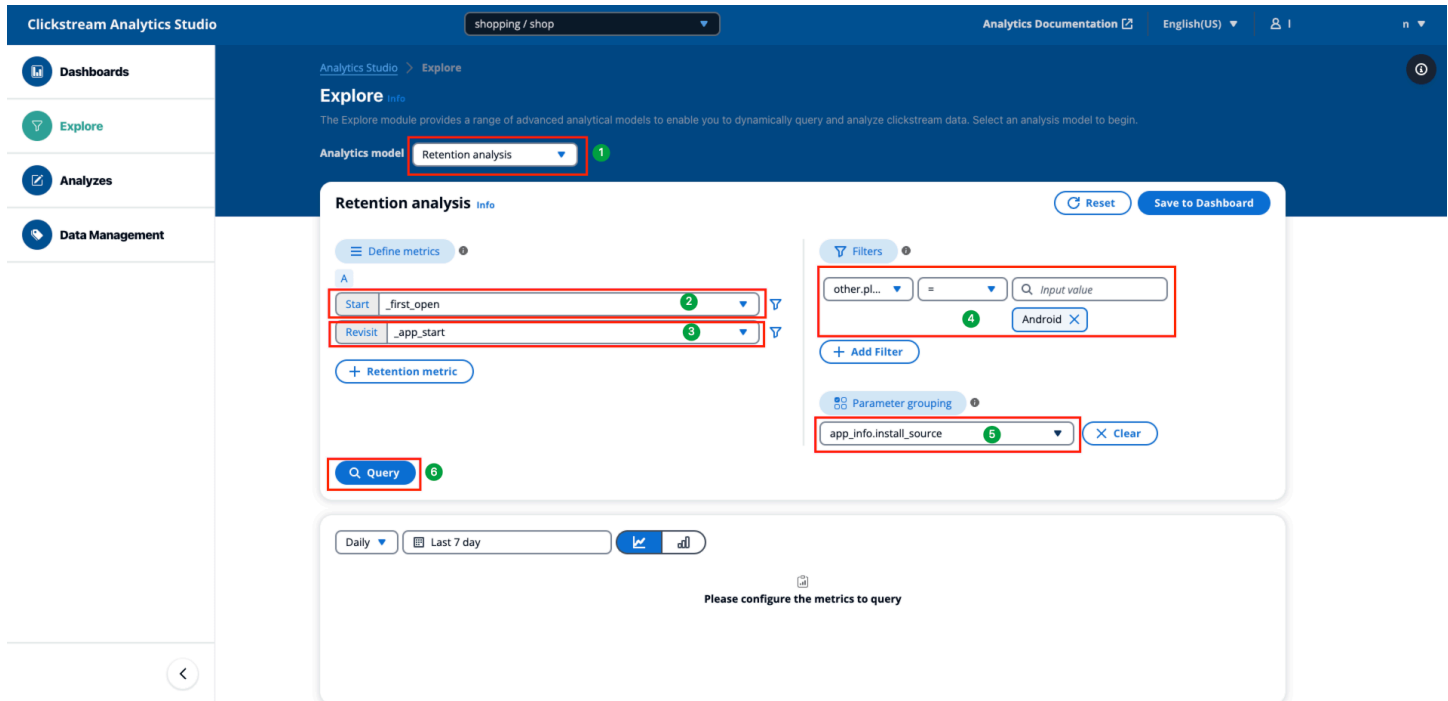 Clickstream Analytics Studio
shopping / shop
Analytics Documentation
English(US)
n
Dashboards
Explore
Analyzes
Data Management
Analytics Studio > Explore
Explore Info
The Explore module provides a range of advanced analytical models to enable you to dynamically query and analyze clickstream data. Select an analysis model to begin.
Analytics model Retention analysis 1
Retention analysis Info
Reset
Save to Dashboard
Define metrics
A
Start _first_open 2
Revisit _app_start 3
+ Retention metric
Filters
other.pl... = Input value
4 Android
+ Add Filter
Parameter grouping
app_info.install_source 5 Clear
Query 6
Daily Last 7 day
Please configure the metrics to query